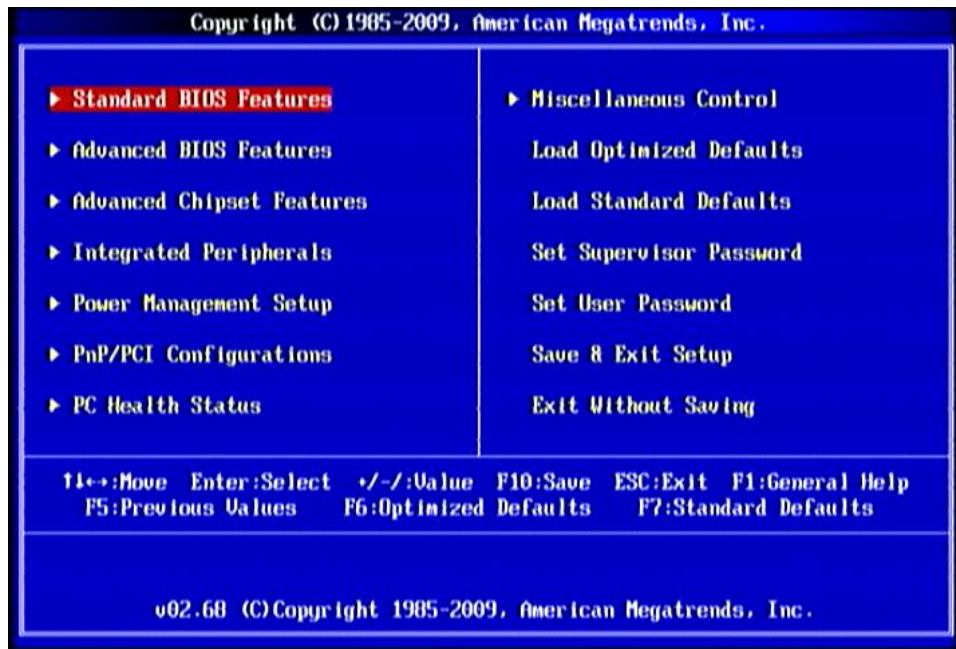 Copyright (C)1985-2009, American Megatrends, Inc.
▶ Standard BIOS Features
▶ Advanced BIOS Features
▶ Advanced Chipset Features
▶ Integrated Peripherals
▶ Power Management Setup
▶ PnP/PCI Configurations
▶ PC Health Status
▶ Miscellaneous Control
Load Optimized Defaults
Load Standard Defaults
Set Supervisor Password
Set User Password
Save & Exit Setup
Exit Without Saving
↑↓←→:Move Enter:Select +/-/:Value F10:Save ESC:Exit F1:General Help
F5:Previous Values F6:Optimized Defaults F7:Standard Defaults
v02.68 (C)Copyright 1985-2009, American Megatrends, Inc.